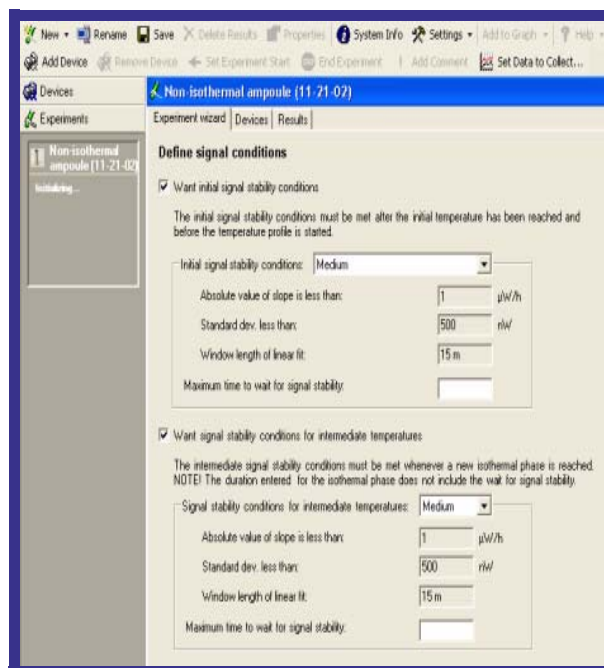 New Rename Save Delete Results Properties System Info Settings Add to Graph Help
Add Device Remove Device Set Experiment Start End Experiment Add Comment Set Data to Collect...
Devices
Non-isothermal ampoule (11-21-02)
Experiments
Experiment wizard Devices Results
Non-isothermal
ampoule (11-21-02)
Initializing...
Define signal conditions
Want initial signal stability conditions
The initial signal stability conditions must be met after the initial temperature has been reached and
before the temperature profile is started.
Initial signal stability conditions: Medium
Absolute value of slope is less than: 1 µW/h
Standard dev. less than: 500 nW
Window length of linear fit: 15 m
Maximum time to wait for signal stability:
Want signal stability conditions for intermediate temperatures
The intermediate signal stability conditions must be met whenever a new isothermal phase is reached.
NOTE! The duration entered for the isothermal phase does not include the wait for signal stability.
Signal stability conditions for intermediate temperatures: Medium
Absolute value of slope is less than: 1 µW/h
Standard dev. less than: 500 nW
Window length of linear fit: 15 m
Maximum time to wait for signal stability: